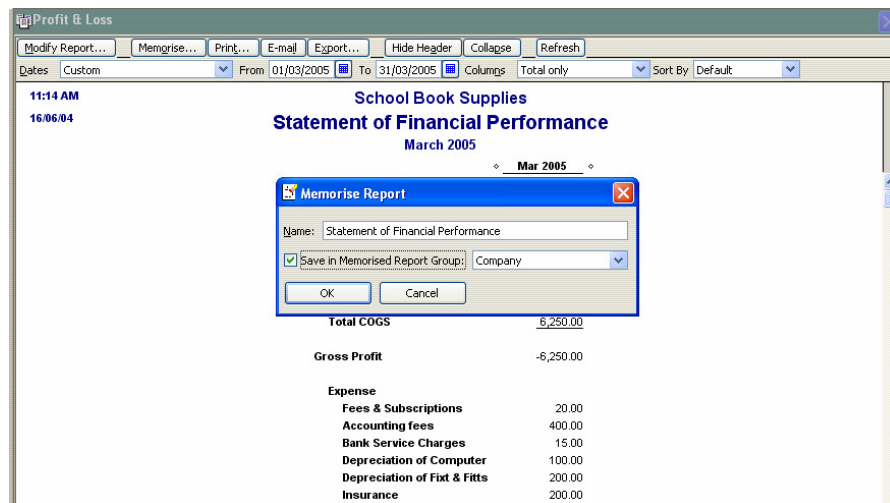 Profit & Loss
Modify Report... Memorise... Print... E-mail Export... Hide Header Collapse Refresh
Dates Custom From 01/03/2005 To 31/03/2005 Columns Total only Sort By Default
11:14 AM
School Book Supplies
16/06/04
Statement of Financial Performance
March 2005
Mar 2005
Memorise Report
Name: Statement of Financial Performance
Save in Memorised Report Group: Company
OK Cancel
Total COGS 6,250.00
Gross Profit -6,250.00
Expense
Fees & Subscriptions 20.00
Accounting fees 400.00
Bank Service Charges 15.00
Depreciation of Computer 100.00
Depreciation of Fixt & Fitts 200.00
Insurance 200.00